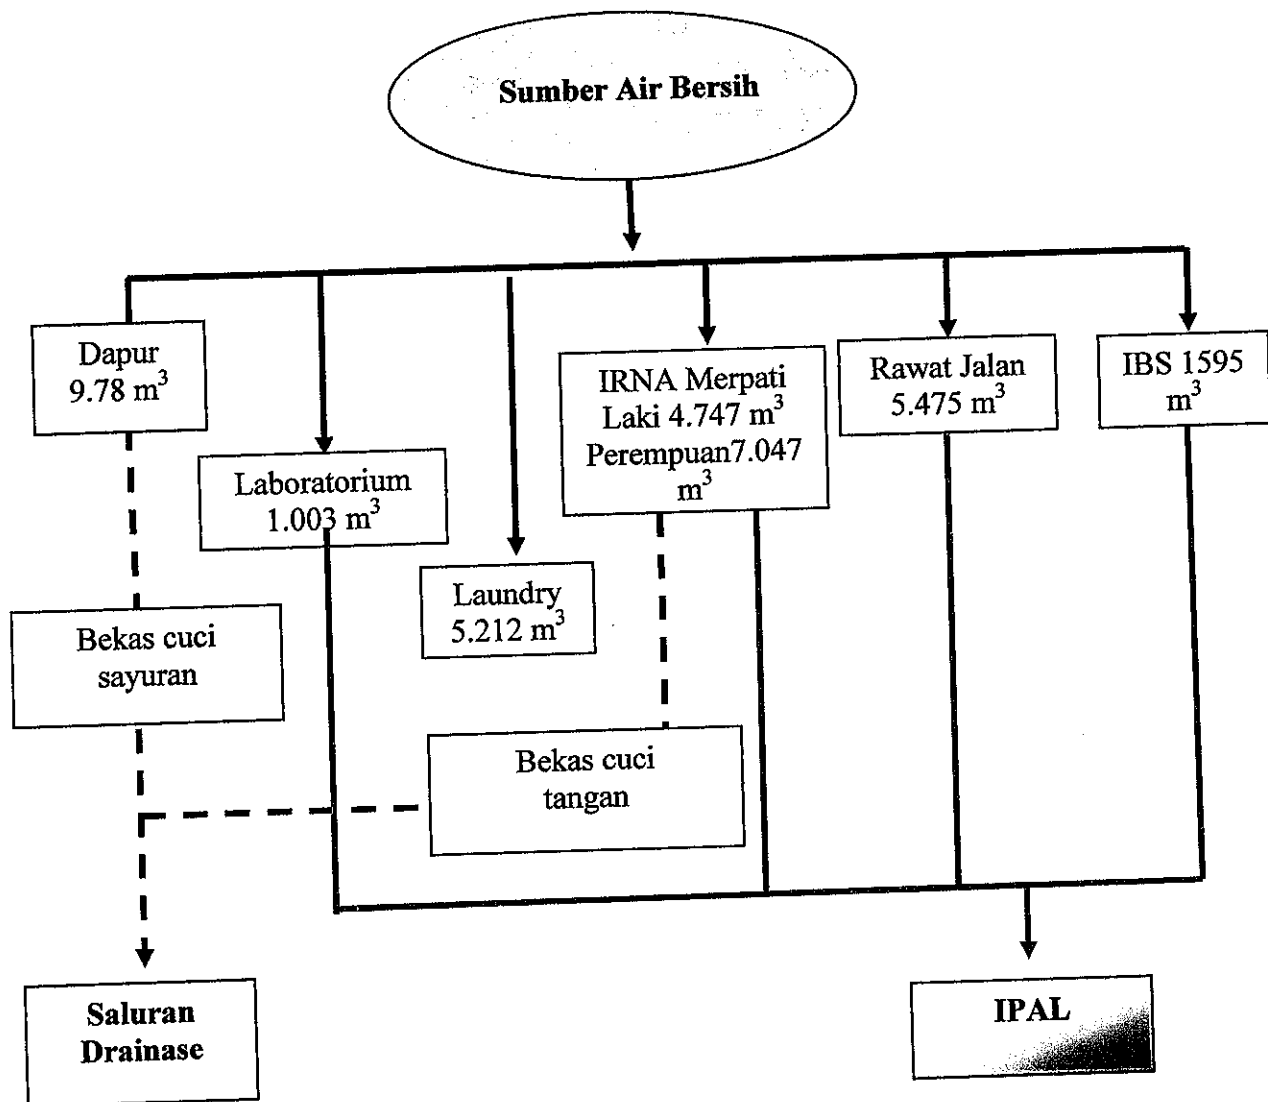 Sumber Air Bersih
Dapur
9.78 m³
Laboratorium
1.003 m³
Laundry
5.212 m³
IRNA Merpati
Laki 4.747 m³
Perempuan7.047
m³
Rawat Jalan
5.475 m³
IBS 1595
m³
Bekas cuci
sayuran
Bekas cuci
tangan
Saluran
Drainase
IPAL